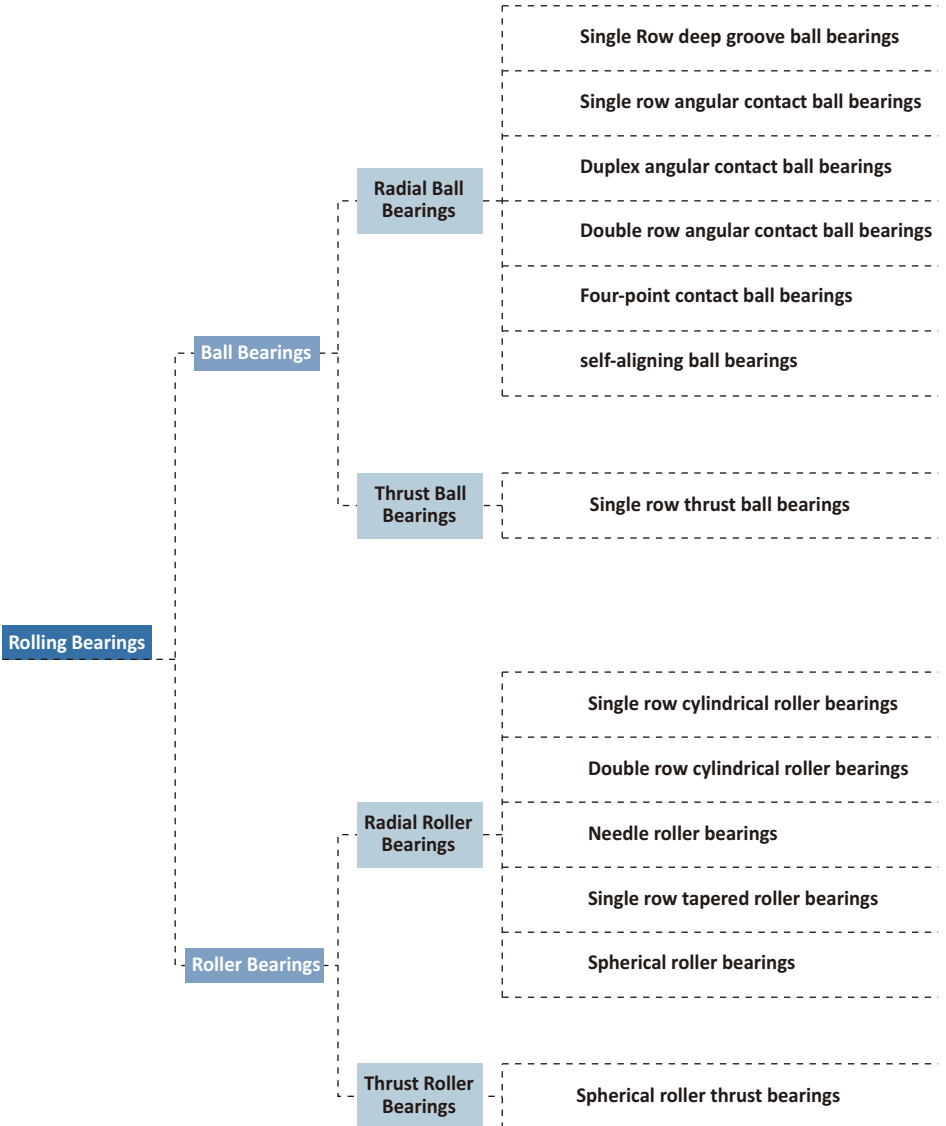 Single Row deep groove ball bearings
Single row angular contact ball bearings
Duplex angular contact ball bearings
Radial Ball
Bearings
Double row angular contact ball bearings
Four-point contact ball bearings
Ball Bearings
self-aligning ball bearings
Thrust Ball
Bearings
Single row thrust ball bearings
Rolling Bearings
Single row cylindrical roller bearings
Double row cylindrical roller bearings
Radial Roller
Bearings
Needle roller bearings
Single row tapered roller bearings
Roller Bearings
Spherical roller bearings
Thrust Roller
Bearings
Spherical roller thrust bearings